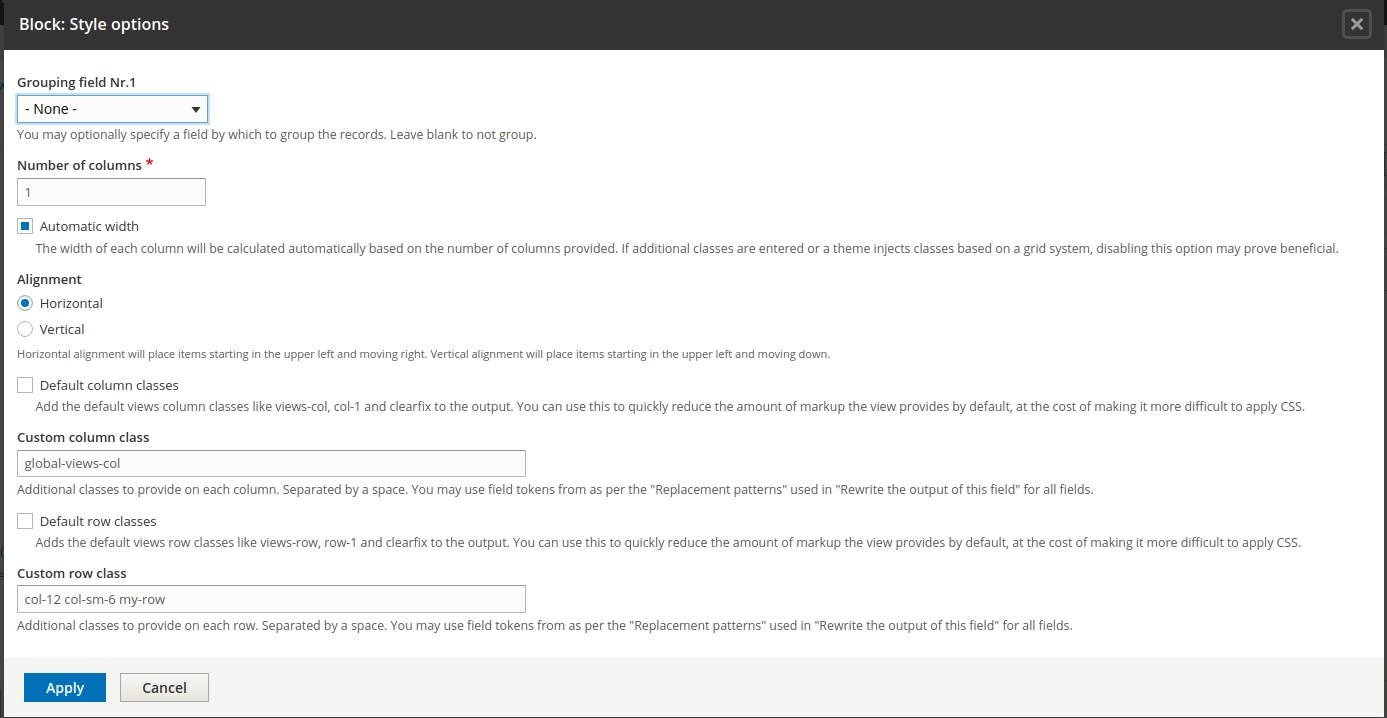 Block: Style options
Grouping field Nr.1
- None -
You may optionally specify a field by which to group the records. Leave blank to not group.
Number of columns *
1
Automatic width
The width of each column will be calculated automatically based on the number of columns provided. If additional classes are entered or a theme injects classes based on a grid system, disabling this option may prove beneficial.
Alignment
Horizontal
Vertical
Horizontal alignment will place items starting in the upper left and moving right. Vertical alignment will place items starting in the upper left and moving down.
Default column classes
Add the default views column classes like views-col, col-1 and clearfix to the output. You can use this to quickly reduce the amount of markup the view provides by default, at the cost of making it more difficult to apply CSS.
Custom column class
global-views-col
Additional classes to provide on each column. Separated by a space. You may use field tokens from as per the "Replacement patterns" used in "Rewrite the output of this field" for all fields.
Default row classes
Adds the default views row classes like views-row, row-1 and clearfix to the output. You can use this to quickly reduce the amount of markup the view provides by default, at the cost of making it more difficult to apply CSS.
Custom row class
col-12 col-sm-6 my-row
Additional classes to provide on each row. Separated by a space. You may use field tokens from as per the "Replacement patterns" used in "Rewrite the output of this field" for all fields.
Apply
Cancel